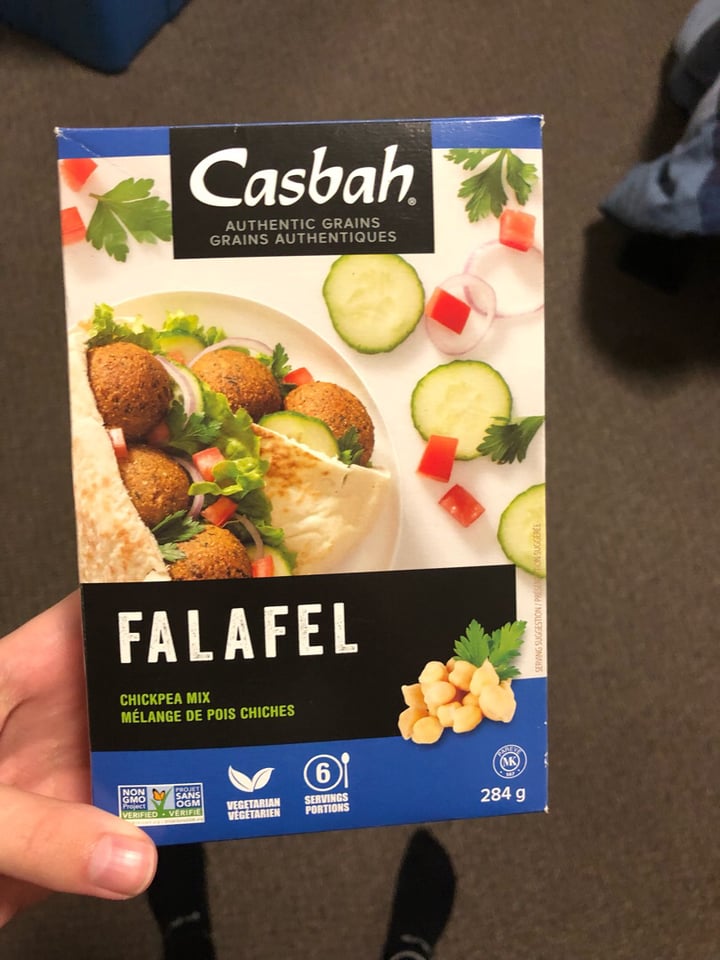 Casbah®
AUTHENTIC GRAINS
GRAINS AUTHENTIQUES
SERVING SUGGESTION / PRÉSENTATION SUGGÉRÉE
FALAFEL
CHICKPEA MIX
MÉLANGE DE POIS CHICHES
NON
GMO
Project
PROJET
SANS
OGM
VERIFIED • VÉRIFIÉ
VEGETARIAN
VÉGÉTARIEN
6
SERVINGS
PORTIONS
PAREVE
MK
284 g